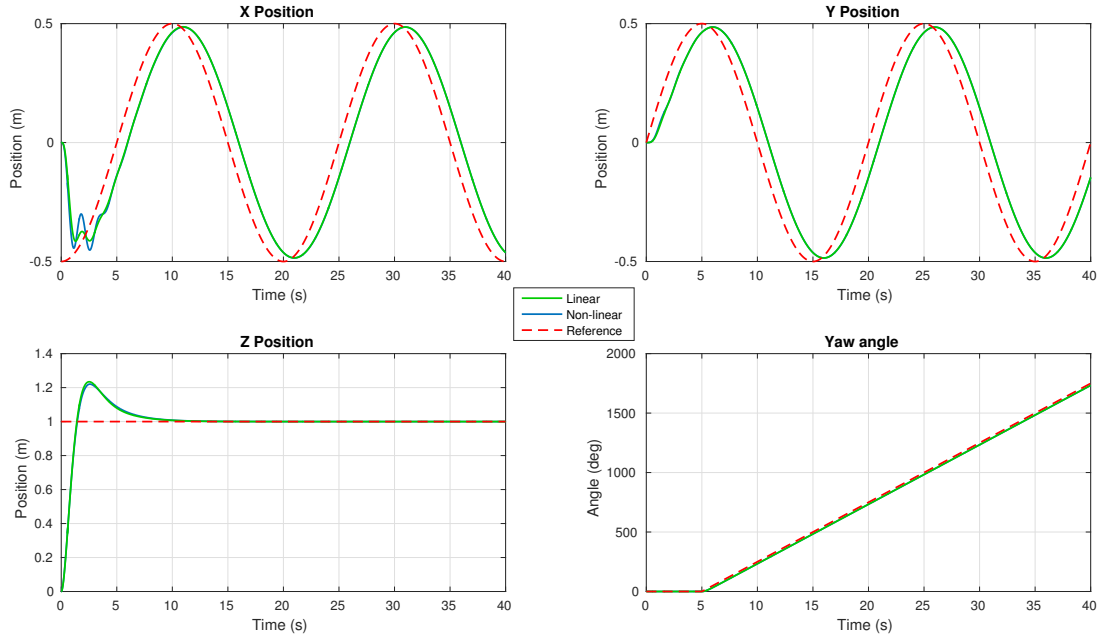 X Position
0.5
0
-0.5
Position (m)
0 5 10 15 20 25 30 35 40
Time (s)
Y Position
0.5
0
-0.5
Position (m)
0 5 10 15 20 25 30 35 40
Time (s)
Linear
Non-linear
Reference
Z Position
1.4
1.2
1
0.8
0.6
0.4
0.2
0
Position (m)
0 5 10 15 20 25 30 35 40
Time (s)
Yaw angle
2000
1500
1000
500
0
Angle (deg)
0 5 10 15 20 25 30 35 40
Time (s)